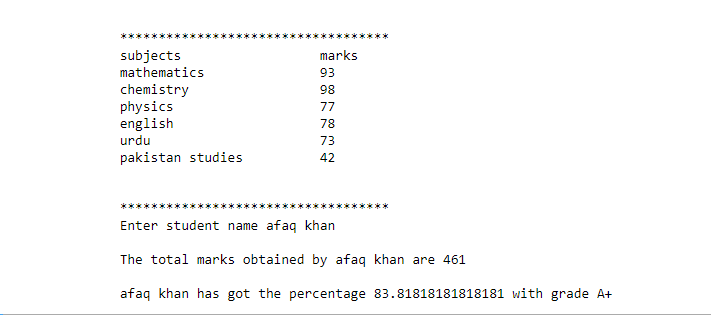 ***********************************
subjects                  marks
mathematics               93
chemistry                 98
physics                   77
english                   78
urdu                      73
pakistan studies          42
***********************************
Enter student name afaq khan
The total marks obtained by afaq khan are 461
afaq khan has got the percentage 83.81818181818181 with grade A+